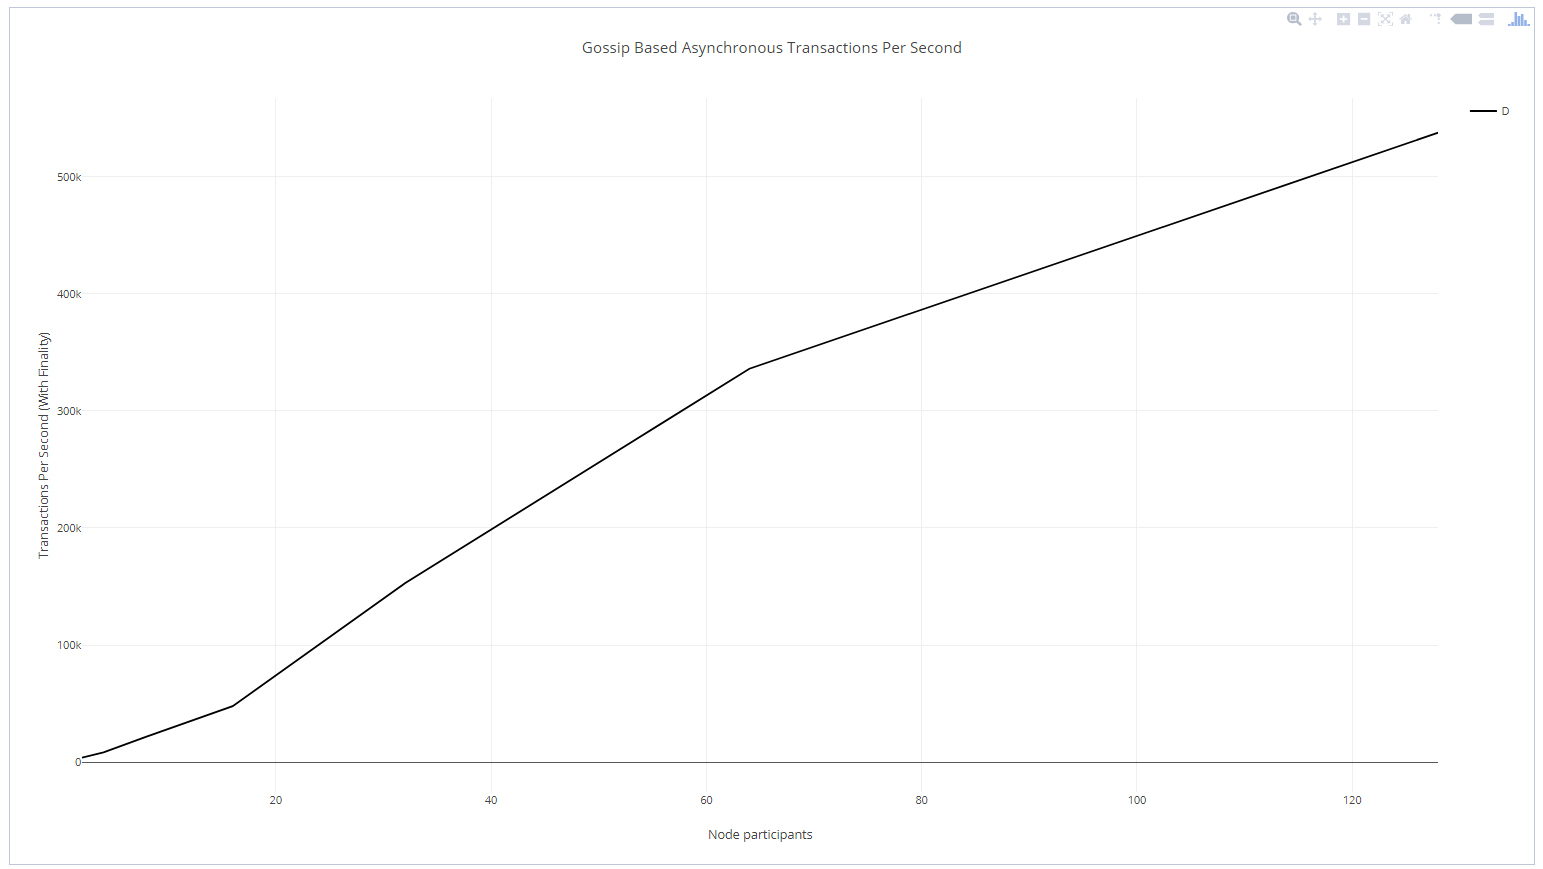 Gossip Based Asynchronous Transactions Per Second
D
500k
400k
300k
200k
100k
0
Transactions Per Second (With Finality)
20 40 60 80 100 120
Node participants